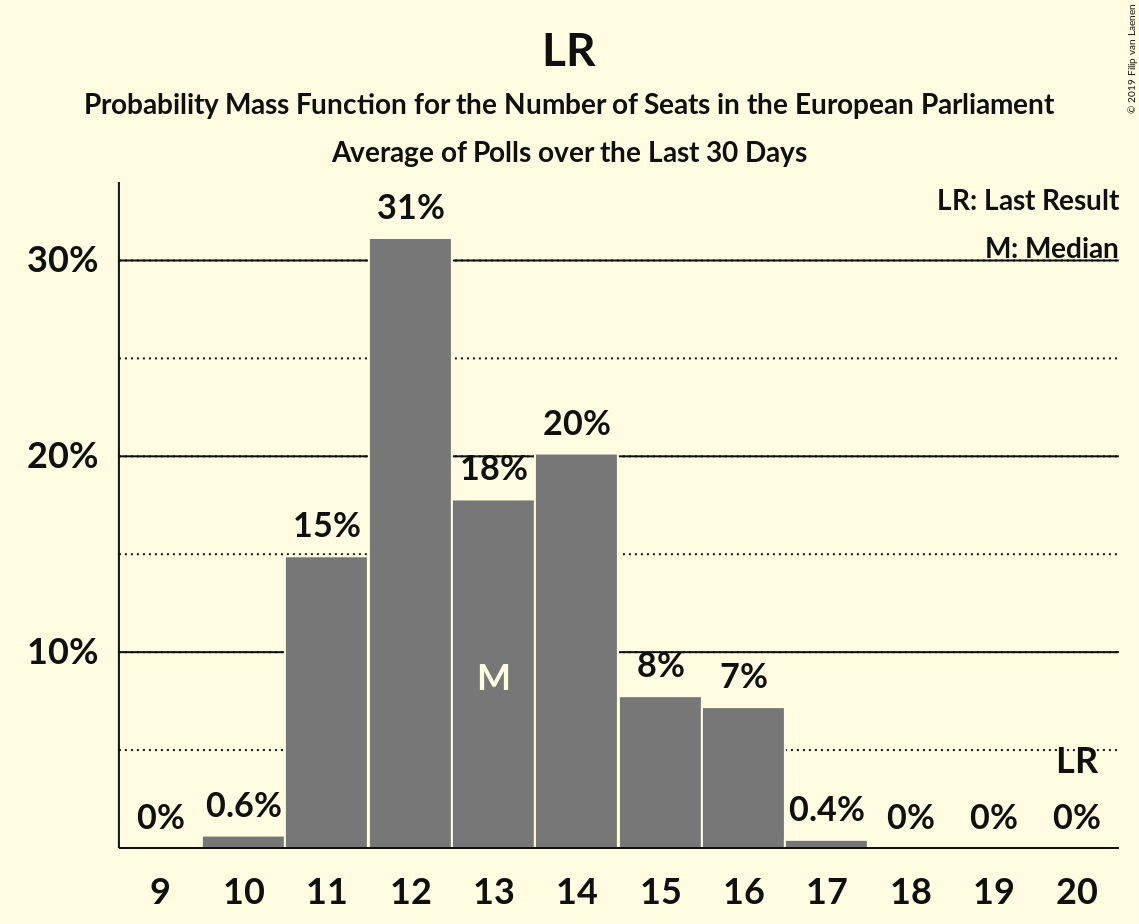 LR
Probability Mass Function for the Number of Seats in the European Parliament
Average of Polls over the Last 30 Days
© 2019 Filip van Laenen
LR: Last Result
M: Median
30%
20%
10%
0%
0.6%
15%
31%
18%
20%
8%
7%
0.4%
0%
0%
0%
M
LR
9 10 11 12 13 14 15 16 17 18 19 20